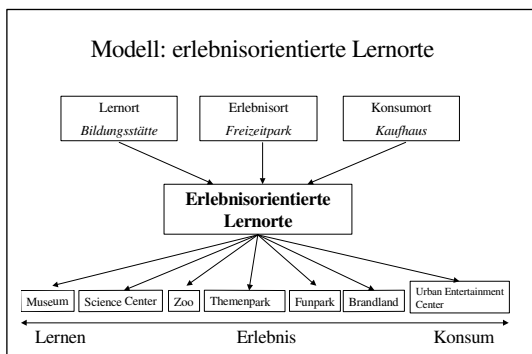 Modell: erlebnisorientierte Lernorte
Lernort
Bildungsstätte
Erlebnisort
Freizeitpark
Konsumort
Kaufhaus
Erlebnisorientierte
Lernorte
Museum
Science Center
Zoo
Themenpark
Funpark
Brandland
Urban Entertainment
Center
Lernen
Erlebnis
Konsum